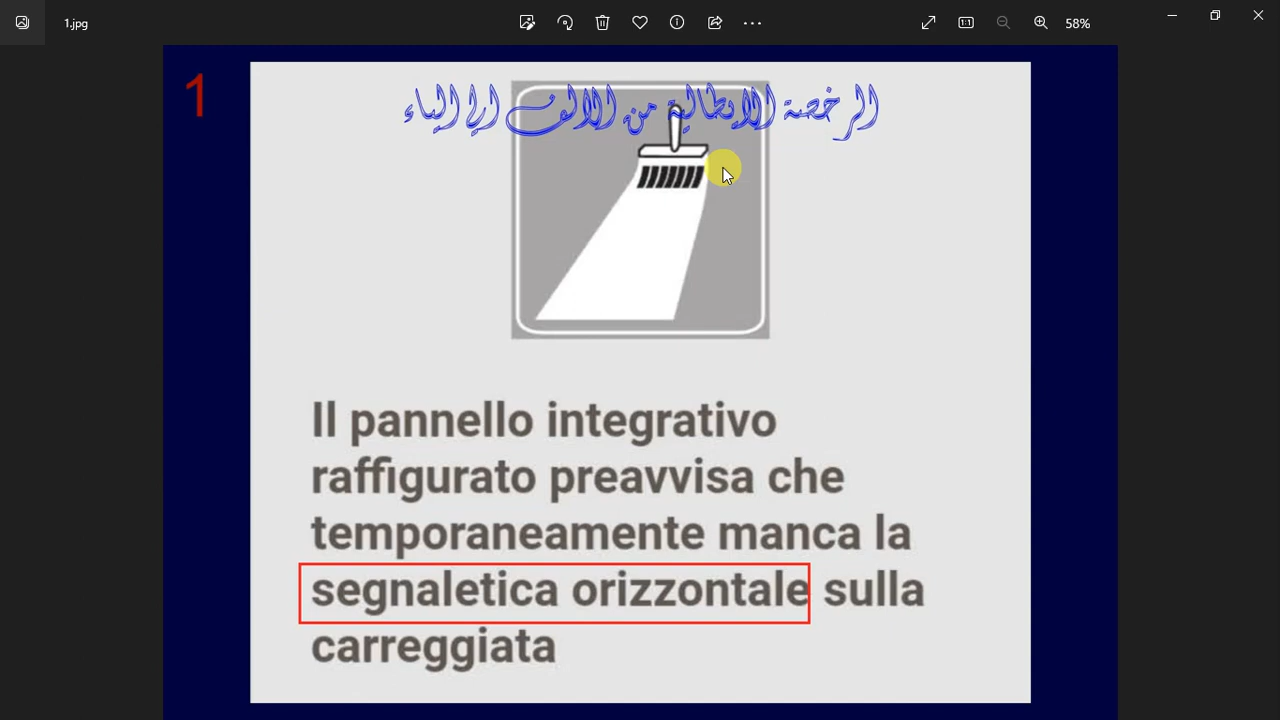 1.jpg
58%
1
الرخصة الايطالية من الالف الى الياء
Il pannello integrativo
raffigurato preavvisa che
temporaneamente manca la
segnaletica orizzontale sulla
carreggiata